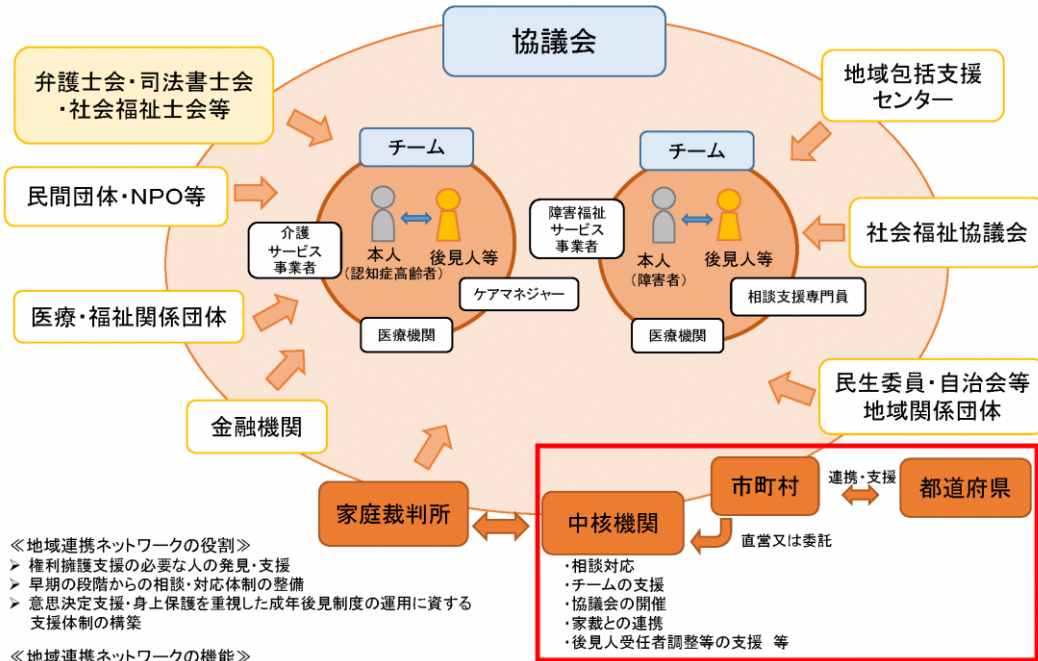 協議会
弁護士会・司法書士会
・社会福祉士会等
地域包括支援
センター
チーム
チーム
民間団体・NPO等
介護
サービス
事業者
本人
(認知症高齢者)
後見人等
ケアマネジャー
医療機関
障害福祉
サービス
事業者
本人
(障害者)
後見人等
相談支援専門員
医療機関
社会福祉協議会
医療・福祉関係団体
金融機関
民生委員・自治会等
地域関係団体
家庭裁判所
中核機関
市町村
連携・支援
都道府県
直営又は委託
・相談対応
・チームの支援
・協議会の開催
・家裁との連携
・後見人受任者調整等の支援 等
≪地域連携ネットワークの役割≫
➢ 権利擁護支援の必要な人の発見・支援
➢ 早期の段階からの相談・対応体制の整備
➢ 意思決定支援・身上保護を重視した成年後見制度の運用に資する
支援体制の構築
≪地域連携ネットワークの機能≫